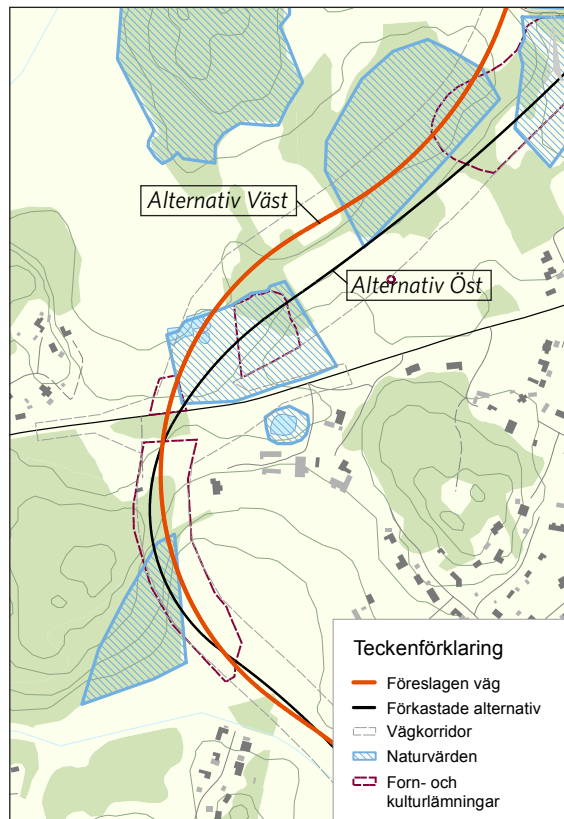 Alternativ Väst
Alternativ Öst
Teckenförklaring
Föreslagen väg
Förkastade alternativ
Vägkorridor
Naturvärden
Forn- och
kulturlämningar